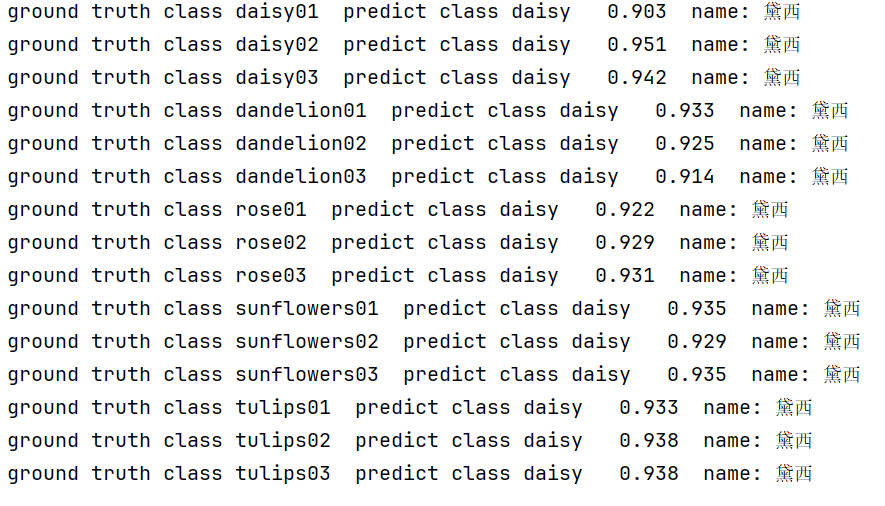 ground truth class daisy01  predict class daisy   0.903  name: 黛西
ground truth class daisy02  predict class daisy   0.951  name: 黛西
ground truth class daisy03  predict class daisy   0.942  name: 黛西
ground truth class dandelion01  predict class daisy   0.933  name: 黛西
ground truth class dandelion02  predict class daisy   0.925  name: 黛西
ground truth class dandelion03  predict class daisy   0.914  name: 黛西
ground truth class rose01  predict class daisy   0.922  name: 黛西
ground truth class rose02  predict class daisy   0.929  name: 黛西
ground truth class rose03  predict class daisy   0.931  name: 黛西
ground truth class sunflowers01  predict class daisy   0.935  name: 黛西
ground truth class sunflowers02  predict class daisy   0.929  name: 黛西
ground truth class sunflowers03  predict class daisy   0.935  name: 黛西
ground truth class tulips01  predict class daisy   0.933  name: 黛西
ground truth class tulips02  predict class daisy   0.938  name: 黛西
ground truth class tulips03  predict class daisy   0.938  name: 黛西